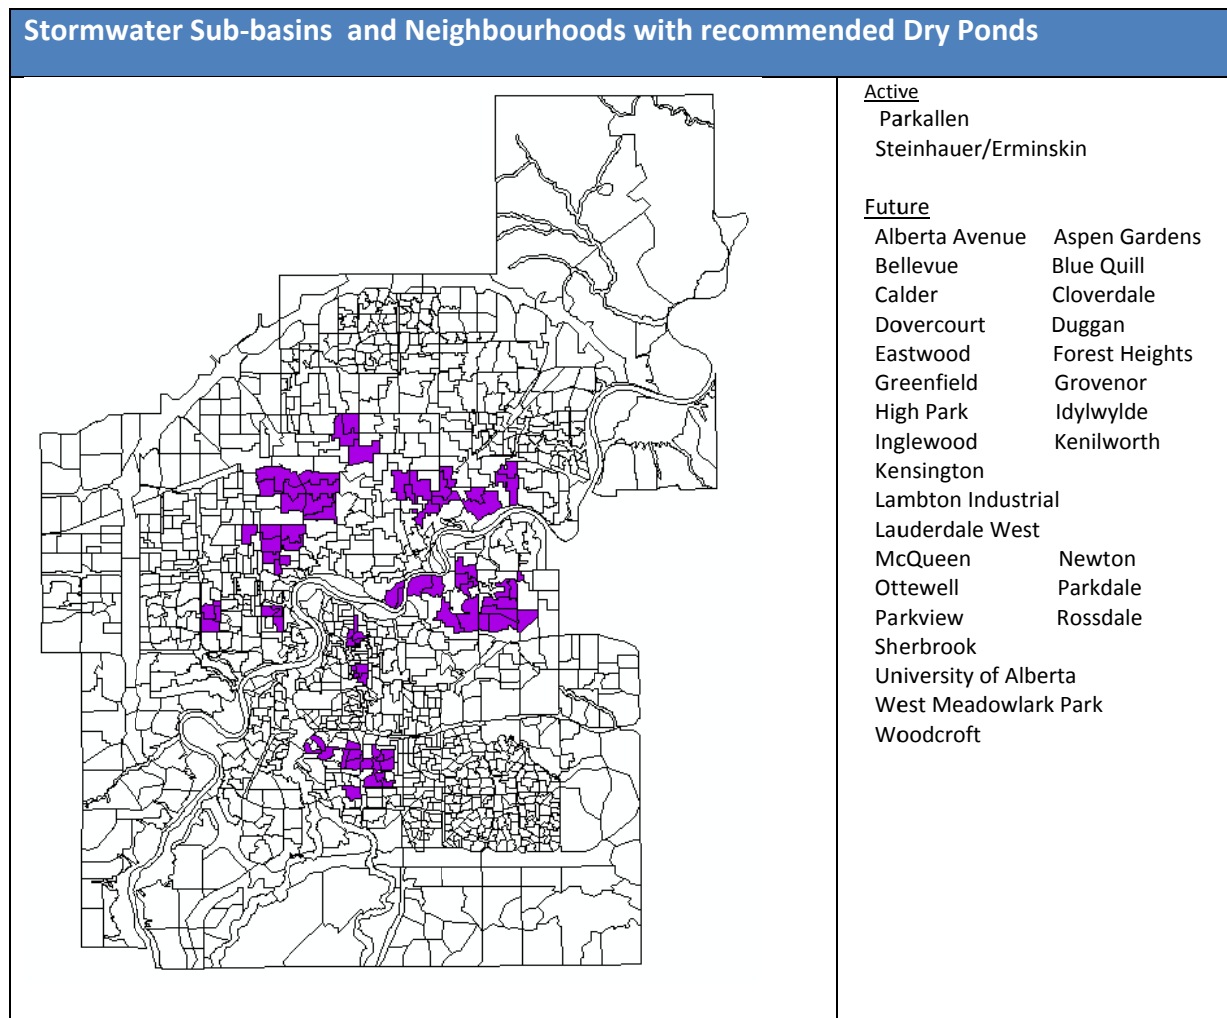 Stormwater Sub-basins and Neighbourhoods with recommended Dry Ponds
Active
Parkallen
Steinhauer/Erminskin
Future
Alberta Avenue Aspen Gardens
Bellevue Blue Quill
Calder Cloverdale
Dovercourt Duggan
Eastwood Forest Heights
Greenfield Grovenor
High Park Idylwylde
Inglewood Kenilworth
Kensington
Lambton Industrial
Lauderdale West
McQueen Newton
Ottewell Parkdale
Parkview Rossdale
Sherbrook
University of Alberta
West Meadowlark Park
Woodcroft